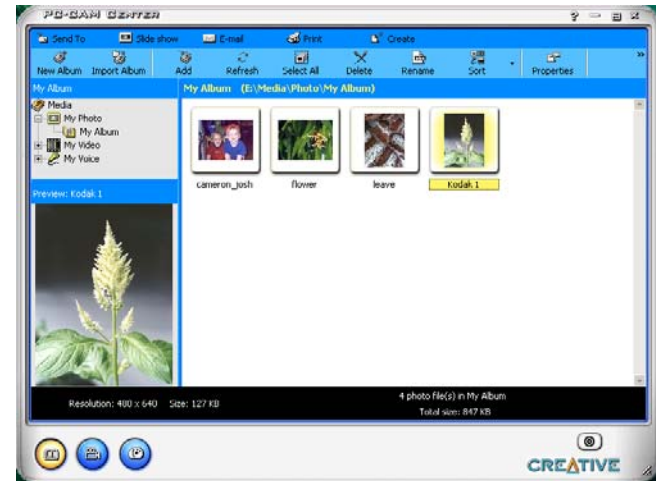 PC-CAM CENTER
Send To Slide show E-mail Print Create
New Album Import Album Add Refresh Select All Delete Rename Sort Properties
My Album My Album (E:\Media\Photo\My Album)
Media
My Photo
My Album
My Video
My Voice
cameron_josh flower leave Kodak 1
Preview: Kodak 1
Resolution: 480 x 640 Size: 127 KB
4 photo file(s) in My Album
Total size: 847 KB
CREATIVE